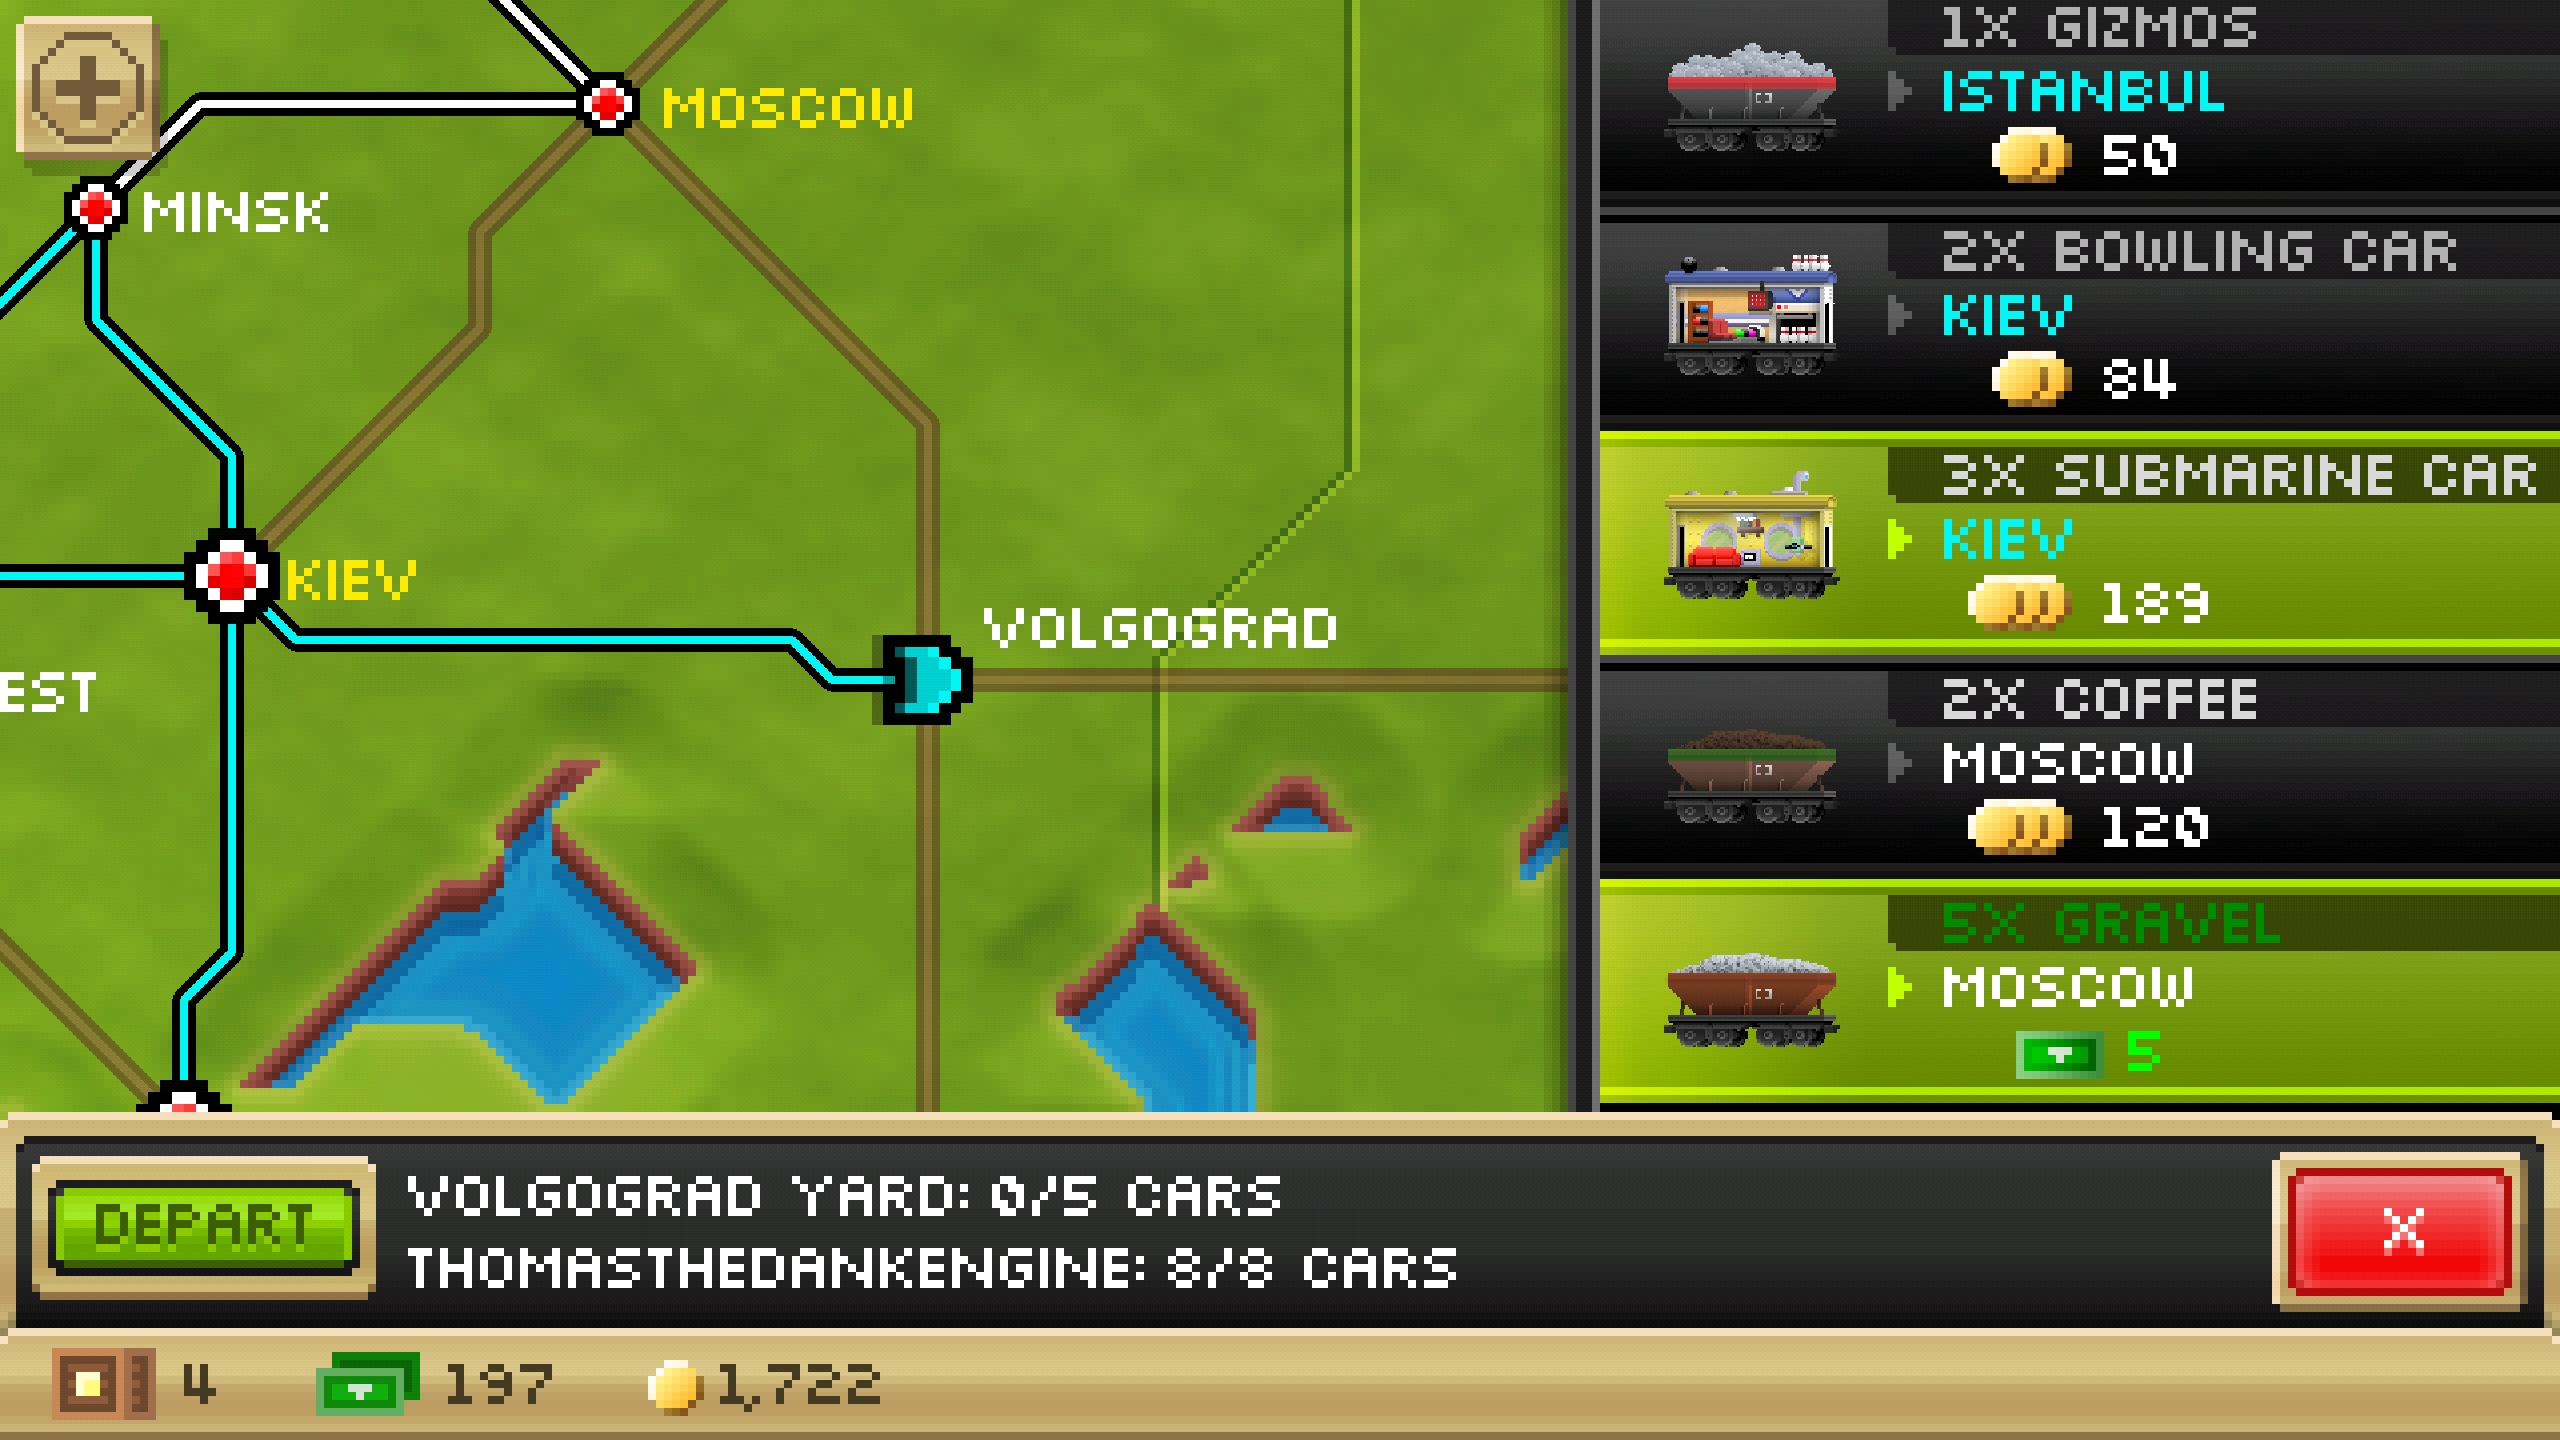 MOSCOW
MINSK
KIEV
VOLGOGRAD
EST
1X GIZMOS
ISTANBUL
50
2X BOWLING CAR
KIEV
84
3X SUBMARINE CAR
KIEV
189
2X COFFEE
MOSCOW
120
5X GRAVEL
MOSCOW
5
DEPART
VOLGOGRAD YARD: 0/5 CARS
THOMASTHEDANKENGINE: 8/8 CARS
X
4
197
1,722